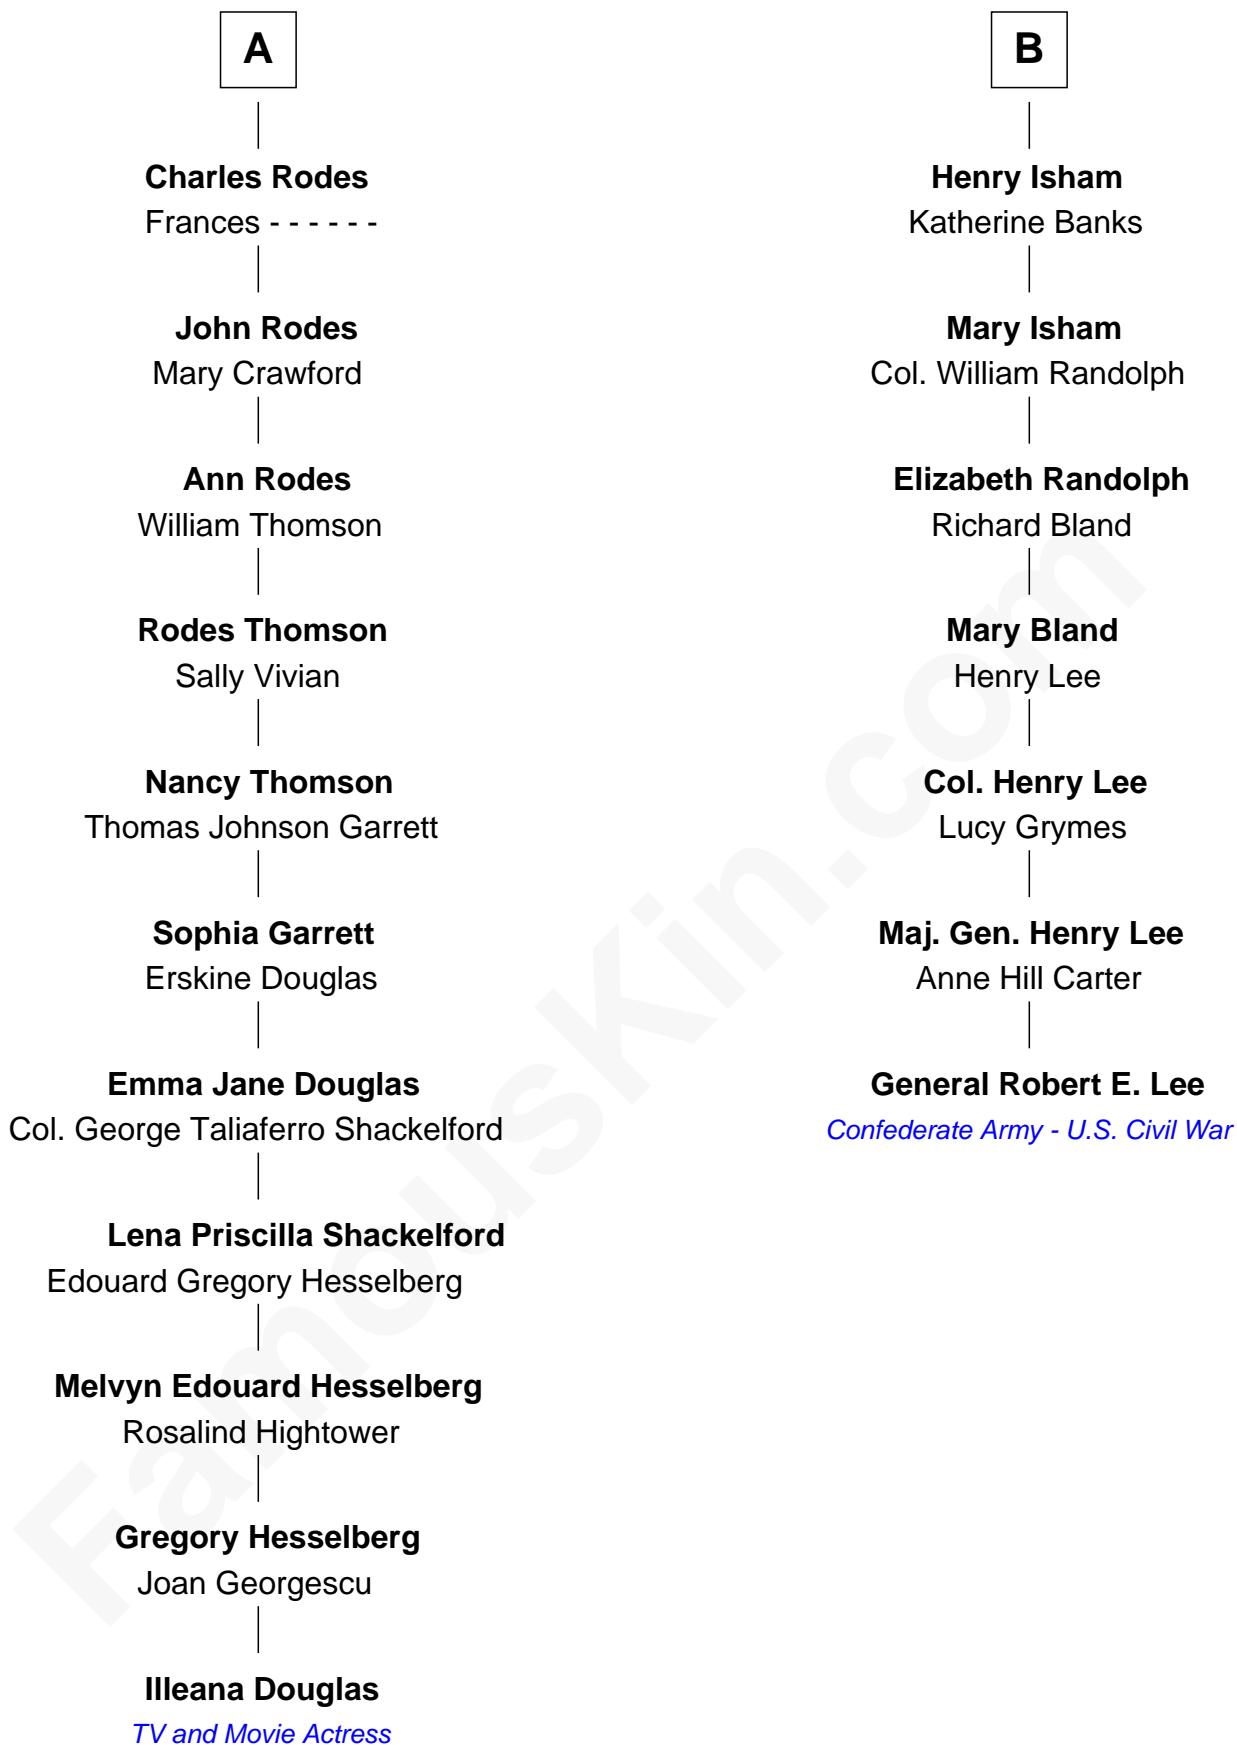 A
Charles Rodes
Frances - - - - - -
John Rodes
Mary Crawford
Ann Rodes
William Thomson
Rodes Thomson
Sally Vivian
Nancy Thomson
Thomas Johnson Garrett
Sophia Garrett
Erskine Douglas
Emma Jane Douglas
Col. George Taliaferro Shackelford
Lena Priscilla Shackelford
Edouard Gregory Hesselberg
Melvyn Edouard Hesselberg
Rosalind Hightower
Gregory Hesselberg
Joan Georgescu
Illeana Douglas
TV and Movie Actress
B
Henry Isham
Katherine Banks
Mary Isham
Col. William Randolph
Elizabeth Randolph
Richard Bland
Mary Bland
Henry Lee
Col. Henry Lee
Lucy Grymes
Maj. Gen. Henry Lee
Anne Hill Carter
General Robert E. Lee
Confederate Army - U.S. Civil War
FamousKin.com